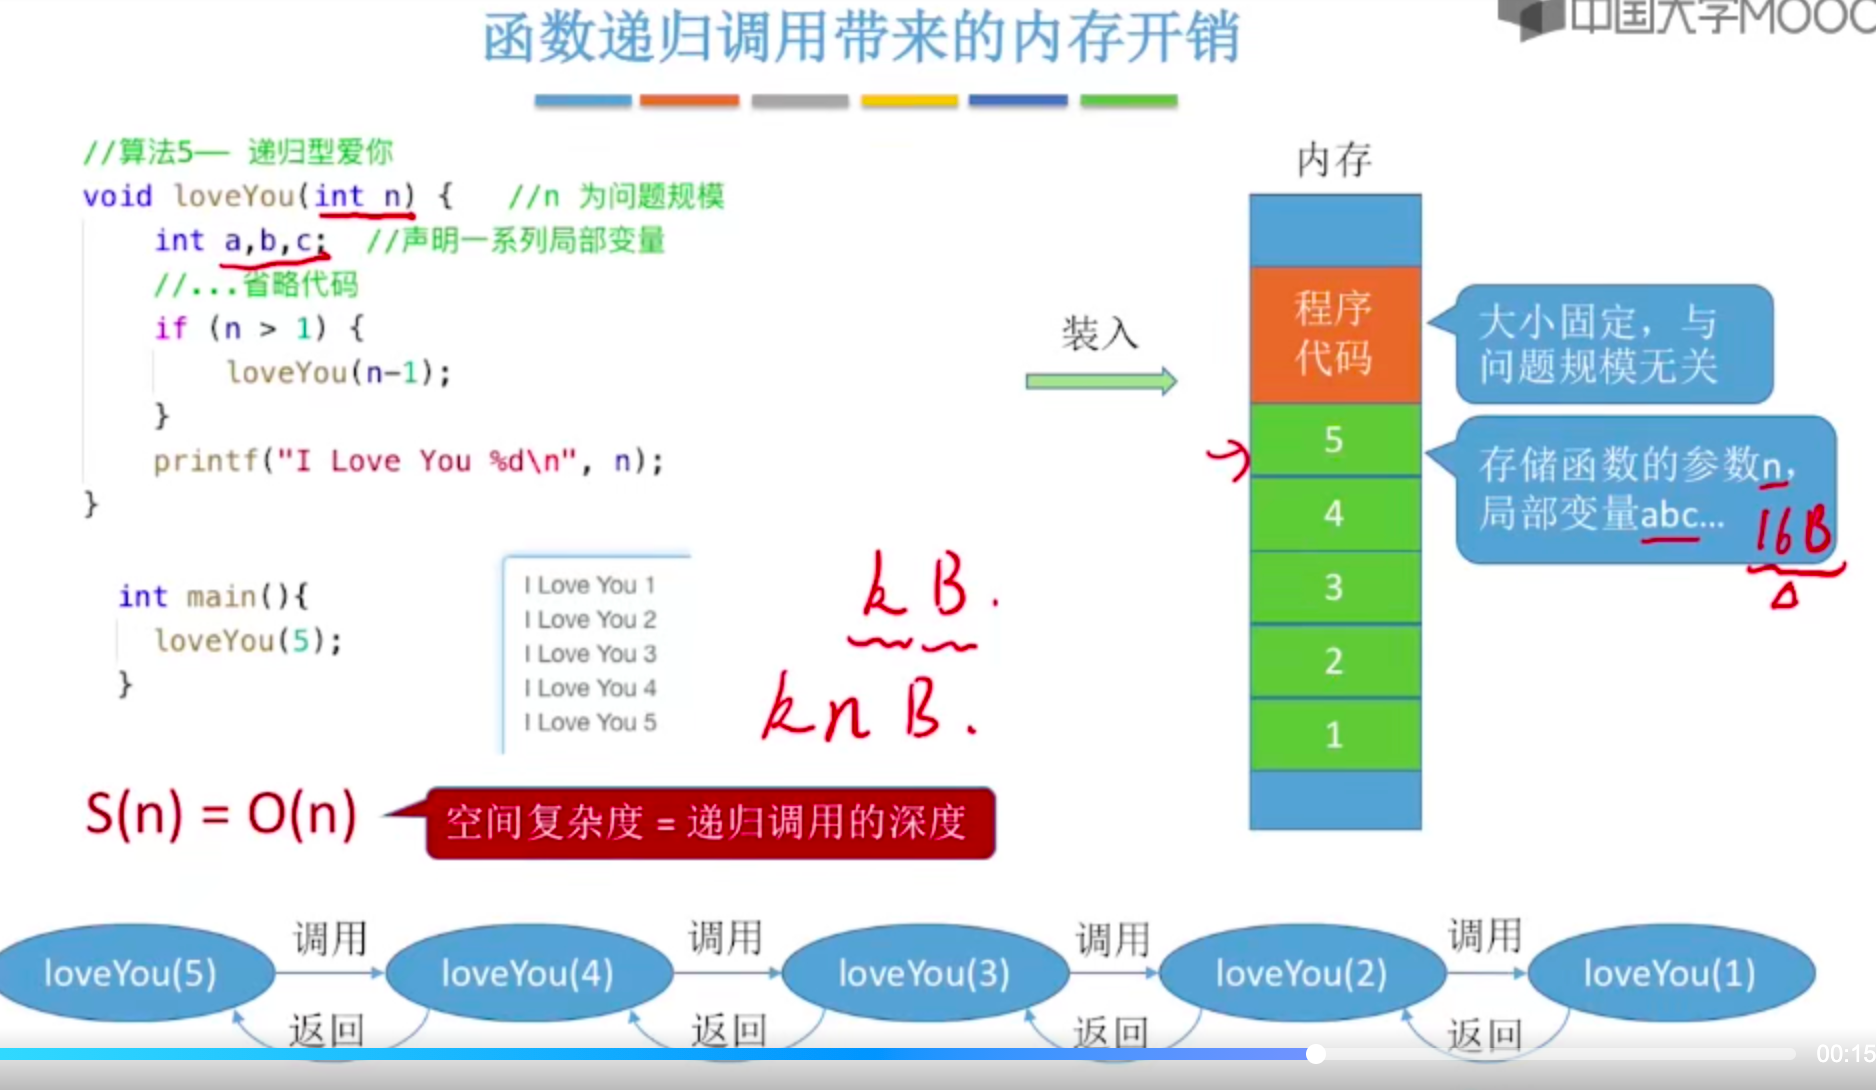 函数递归调用带来的内存开销
中国大学MOOC
//算法5—— 递归型爱你
void loveYou(int n) {   //n 为问题规模
int a,b,c;  //声明一系列局部变量
//...省略代码
if (n > 1) {
loveYou(n-1);
}
printf("I Love You %d\n", n);
}
int main(){
loveYou(5);
}
I Love You 1
I Love You 2
I Love You 3
I Love You 4
I Love You 5
kB.
knB.
S(n) = O(n)
空间复杂度 = 递归调用的深度
装入
内存
程序
代码
5
4
3
2
1
大小固定，与
问题规模无关
存储函数的参数n，
局部变量abc...
16B
loveYou(5)
调用
返回
loveYou(4)
调用
返回
loveYou(3)
调用
返回
loveYou(2)
调用
返回
loveYou(1)
00:15